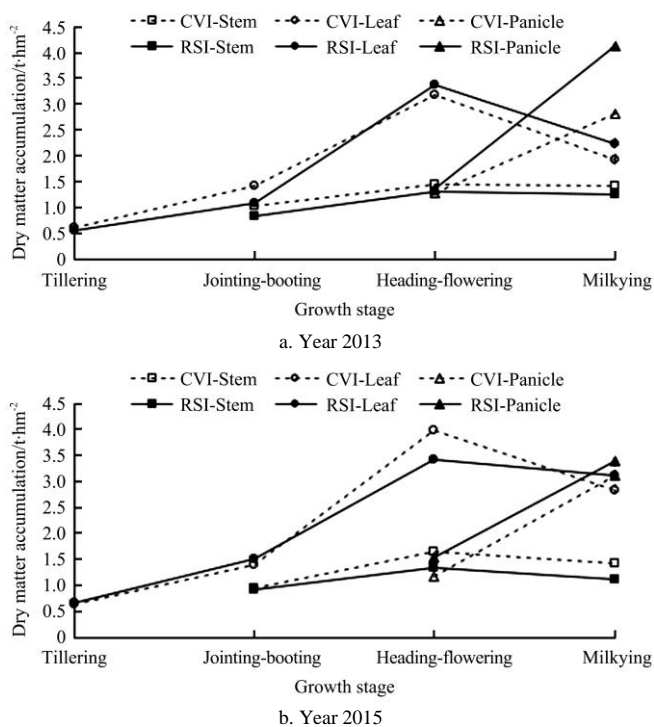 CVI-Stem CVI-Leaf CVI-Panicle
RSI-Stem RSI-Leaf RSI-Panicle
Dry matter accumulation/t·hm⁻²
4.5
4.0
3.5
3.0
2.5
2.0
1.5
1.0
0.5
0
Tillering Jointing-booting Heading-flowering Milkying
Growth stage
a. Year 2013
CVI-Stem CVI-Leaf CVI-Panicle
RSI-Stem RSI-Leaf RSI-Panicle
Dry matter accumulation/t·hm⁻²
4.5
4.0
3.5
3.0
2.5
2.0
1.5
1.0
0.5
0
Tillering Jointing-booting Heading-flowering Milkying
Growth stage
b. Year 2015